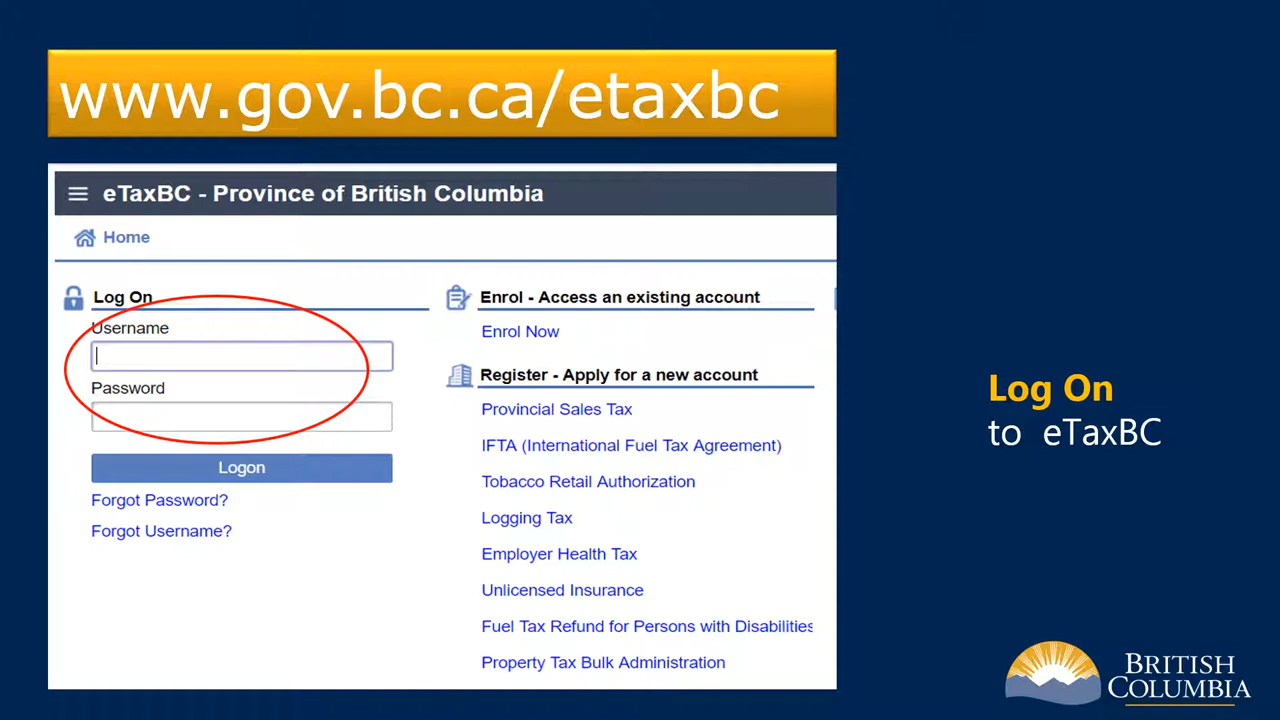 www.gov.bc.ca/etaxbc
eTaxBC - Province of British Columbia
Home
Log On
Username
Password
Logon
Forgot Password?
Forgot Username?
Enrol - Access an existing account
Enrol Now
Register - Apply for a new account
Provincial Sales Tax
IFTA (International Fuel Tax Agreement)
Tobacco Retail Authorization
Logging Tax
Employer Health Tax
Unlicensed Insurance
Fuel Tax Refund for Persons with Disabilities
Property Tax Bulk Administration
Log On
to eTaxBC
BRITISH
COLUMBIA